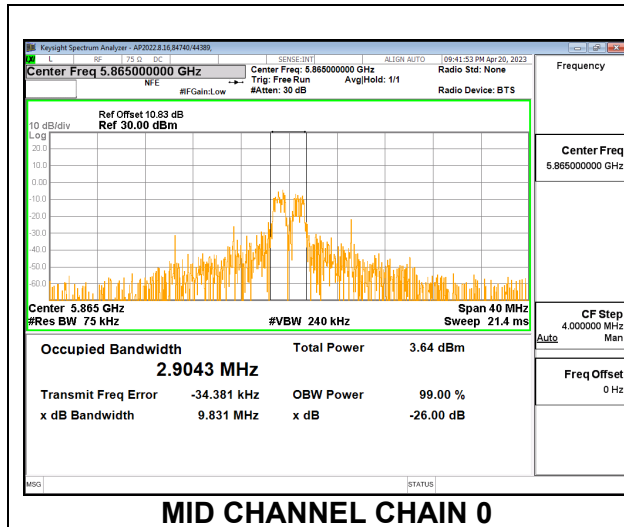 Keysight Spectrum Analyzer - AP2022.8.16,84740/44389,
L RF 75 Ω DC SENSE:INT ALIGN AUTO 09:41:53 PM Apr 20, 2023
Center Freq 5.865000000 GHz
NFE
#IFGain:Low
Center Freq: 5.865000000 GHz
Trig: Free Run Avg|Hold: 1/1
#Atten: 30 dB
Radio Std: None
Radio Device: BTS
Ref Offset 10.83 dB
10 dB/div Ref 30.00 dBm
Log
20.0
10.0
0.00
-10.0
-20.0
-30.0
-40.0
-50.0
-60.0
Center 5.865 GHz Span 40 MHz
#Res BW 75 kHz #VBW 240 kHz Sweep 21.4 ms
Occupied Bandwidth Total Power 3.64 dBm
2.9043 MHz
Transmit Freq Error -34.381 kHz OBW Power 99.00 %
x dB Bandwidth 9.831 MHz x dB -26.00 dB
MSG STATUS
Frequency
Center Freq
5.865000000 GHz
CF Step
4.000000 MHz
Auto Man
Freq Offset
0 Hz
MID CHANNEL CHAIN 0